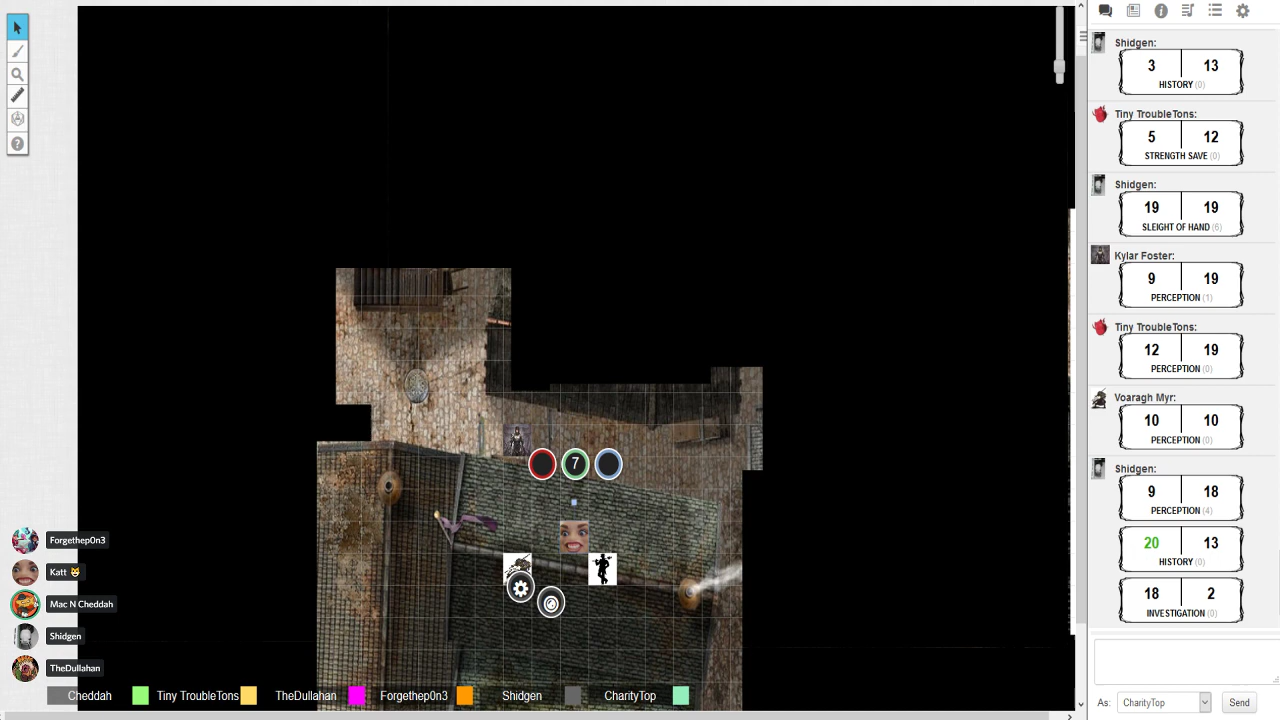 Shidgen:
3 13
HISTORY (0)
Tiny TroubleTons:
5 12
STRENGTH SAVE (0)
Shidgen:
19 19
SLEIGHT OF HAND (6)
Kylar Foster:
9 19
PERCEPTION (1)
Tiny TroubleTons:
12 19
PERCEPTION (0)
Voaragh Myr:
10 10
PERCEPTION (0)
Shidgen:
9 18
PERCEPTION (4)
20 13
HISTORY (0)
18 2
INVESTIGATION (0)
7
Forgethep0n3
Katt
Mac N Cheddah
Shidgen
TheDullahan
Cheddah Tiny TroubleTons TheDullahan Forgethep0n3 Shidgen CharityTop
As: CharityTop Send